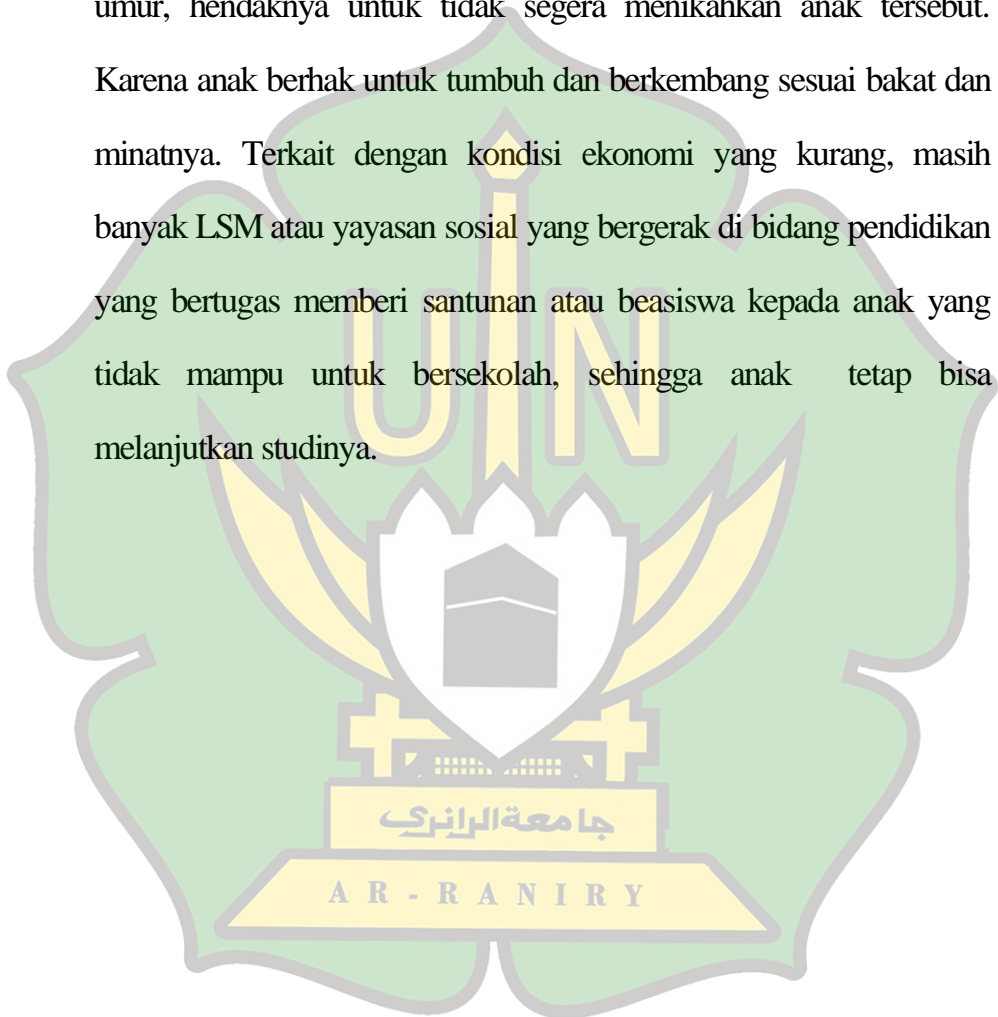 umur, hendaknya untuk tidak segera menikahkan anak tersebut.
Karena anak berhak untuk tumbuh dan berkembang sesuai bakat dan
minatnya. Terkait dengan kondisi ekonomi yang kurang, masih
banyak LSM atau yayasan sosial yang bergerak di bidang pendidikan
yang bertugas memberi santunan atau beasiswa kepada anak yang
tidak mampu untuk bersekolah, sehingga anak tetap bisa
melanjutkan studinya.
UIN
جامعة الرانري
AR-RANIRY